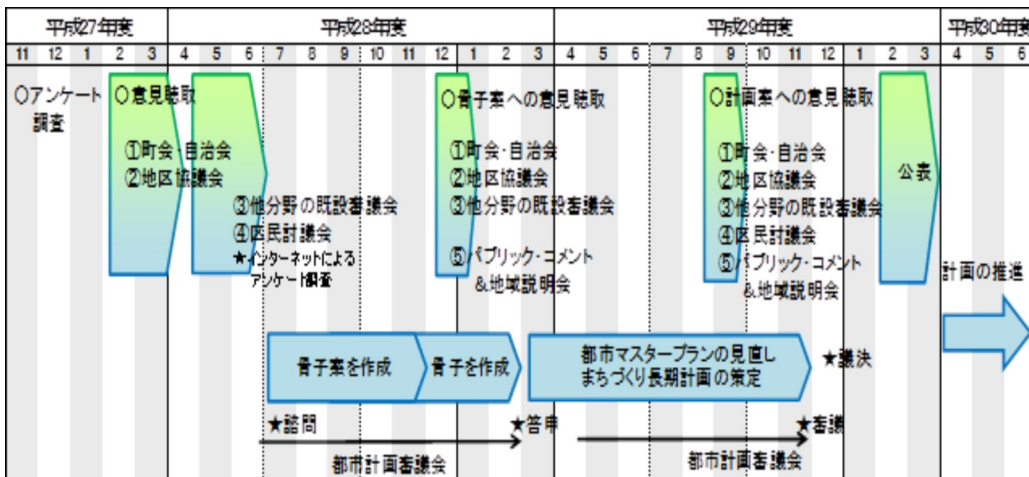 平成27年度 平成28年度 平成29年度 平成30年度
11 12 1 2 3 4 5 6 7 8 9 10 11 12 1 2 3 4 5 6 7 8 9 10 11 12 1 2 3 4 5 6
○アンケート
調査
○意見聴取
①町会・自治会
②地区協議会
③他分野の既設審議会
④区民討議会
★インターネットによる
アンケート調査
○骨子案への意見聴取
①町会・自治会
②地区協議会
③他分野の既設審議会
⑤パブリック・コメント
&地域説明会
○計画案への意見聴取
①町会・自治会
②地区協議会
③他分野の既設審議会
④区民討議会
⑤パブリック・コメント
&地域説明会
公表
計画の推進
骨子案を作成
骨子を作成
都市マスタープランの見直し
まちづくり長期計画の策定
★議決
★諮問
★答申
★審議
都市計画審議会
都市計画審議会